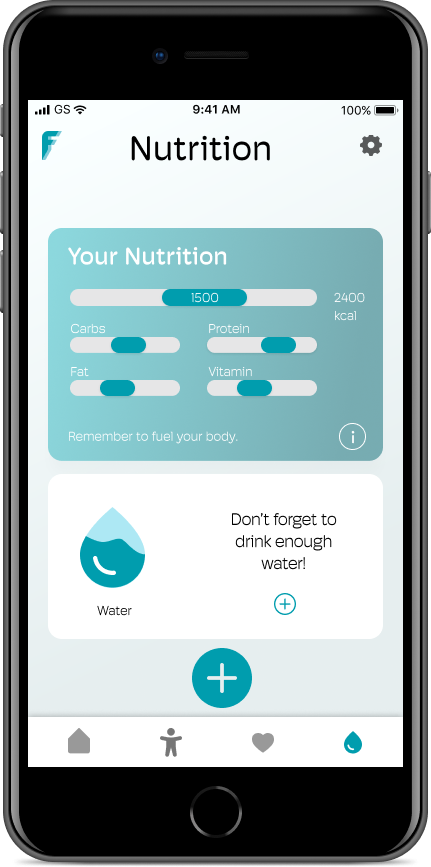 GS 9:41 AM 100%
F
Nutrition
Your Nutrition
1500 2400
kcal
Carbs Protein
Fat Vitamin
Remember to fuel your body.
i
Don't forget to
drink enough
water!
Water